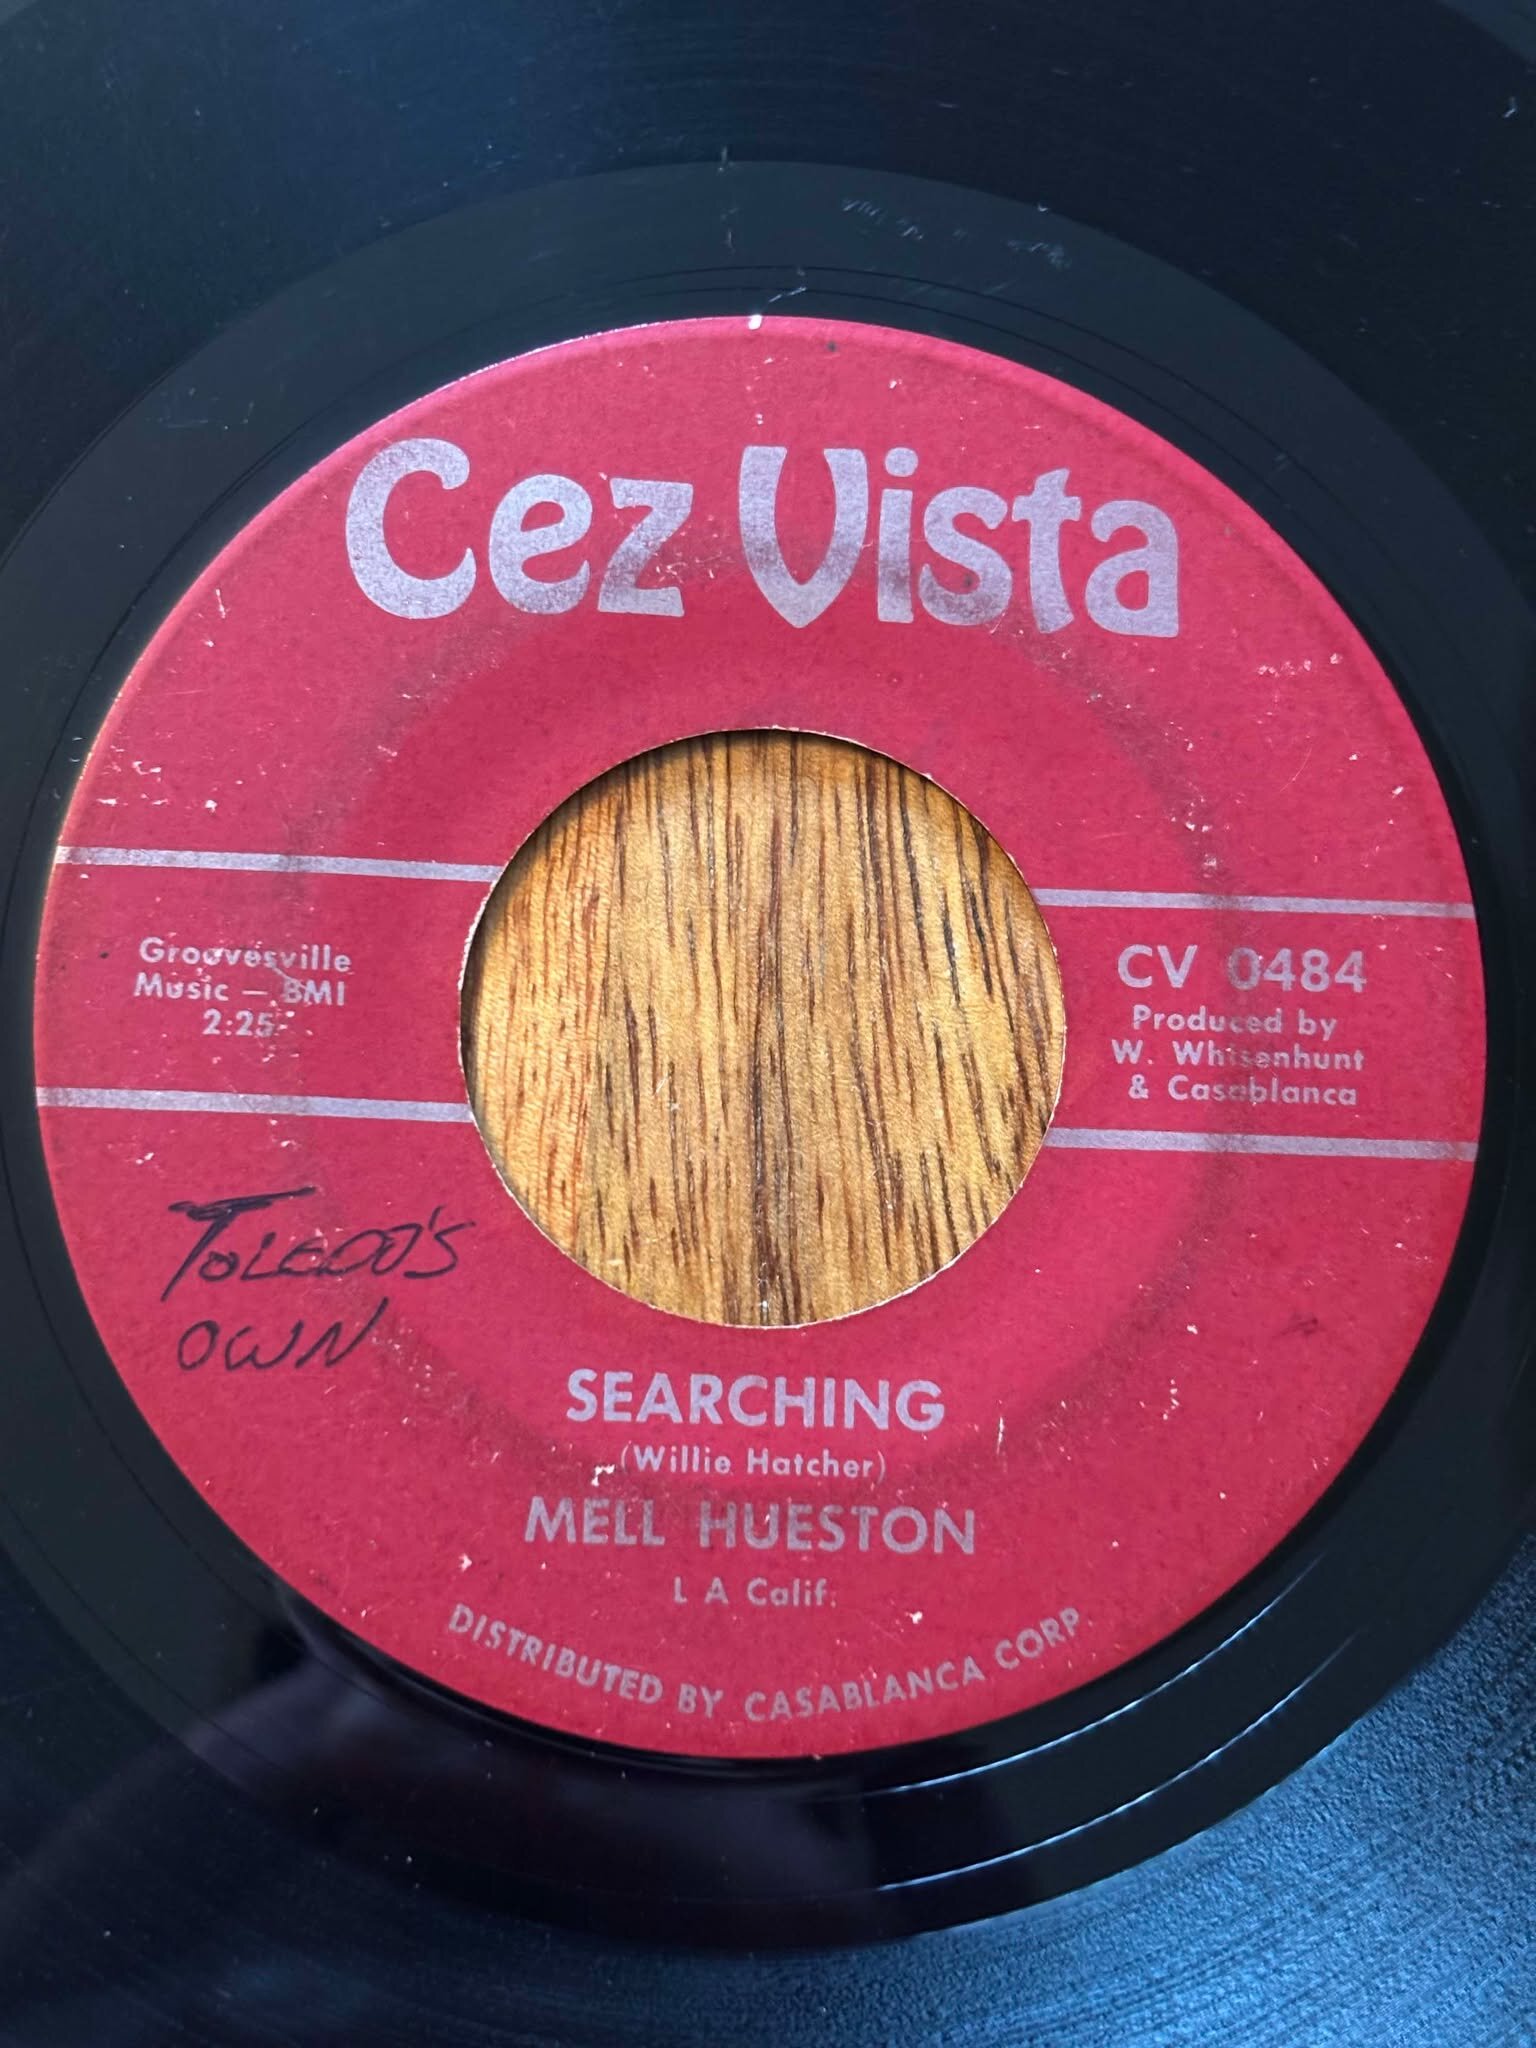 Cez Vista
Groovesville
Music — BMI
2:25
CV 0484
Produced by
W. Whisenhunt
& Casablanca
TOLEDO'S
OWN
SEARCHING
(Willie Hatcher)
MELL HUESTON
L A Calif.
DISTRIBUTED BY CASABLANCA CORP.